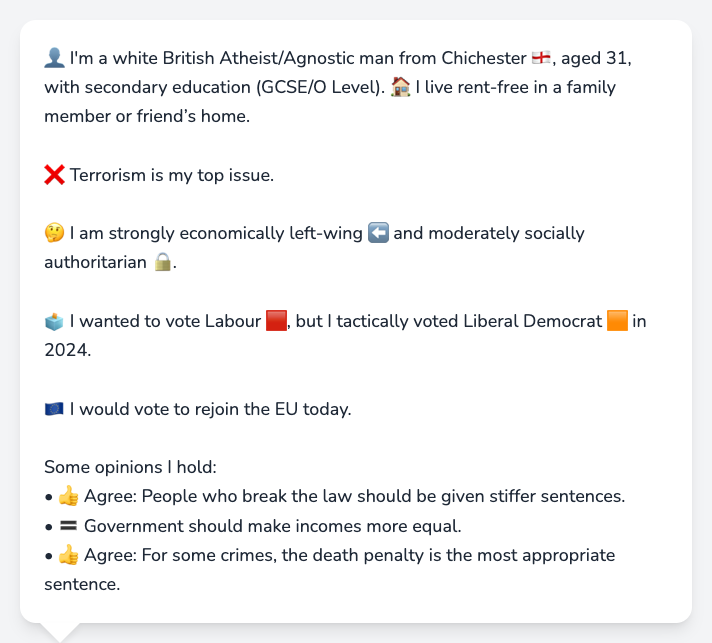 👤 I'm a white British Atheist/Agnostic man from Chichester 🏴󠁧󠁢󠁥󠁮󠁧󠁿, aged 31,
with secondary education (GCSE/O Level). 🏠 I live rent-free in a family
member or friend’s home.
❌ Terrorism is my top issue.
🤔 I am strongly economically left-wing ⬅️ and moderately socially
authoritarian 🔒.
🗳️ I wanted to vote Labour 🟥, but I tactically voted Liberal Democrat 🟧 in
2024.
🇪🇺 I would vote to rejoin the EU today.
Some opinions I hold:
• 👍 Agree: People who break the law should be given stiffer sentences.
• 🟰 Government should make incomes more equal.
• 👍 Agree: For some crimes, the death penalty is the most appropriate
sentence.